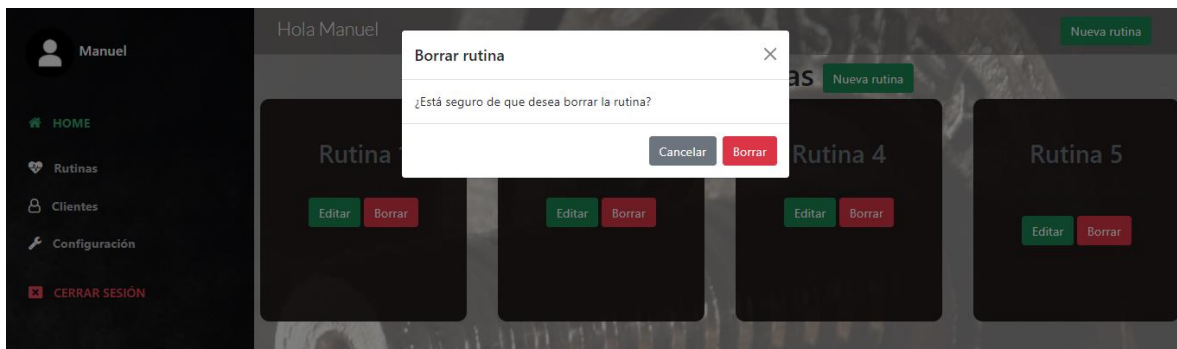 Manuel
HOME
Rutinas
Clientes
Configuración
CERRAR SESIÓN
Hola Manuel
Nueva rutina
Nueva rutina
Borrar rutina
¿Está seguro de que desea borrar la rutina?
Cancelar
Borrar
Rutina
Editar
Borrar
Editar
Borrar
Rutina 4
Editar
Borrar
Rutina 5
Editar
Borrar